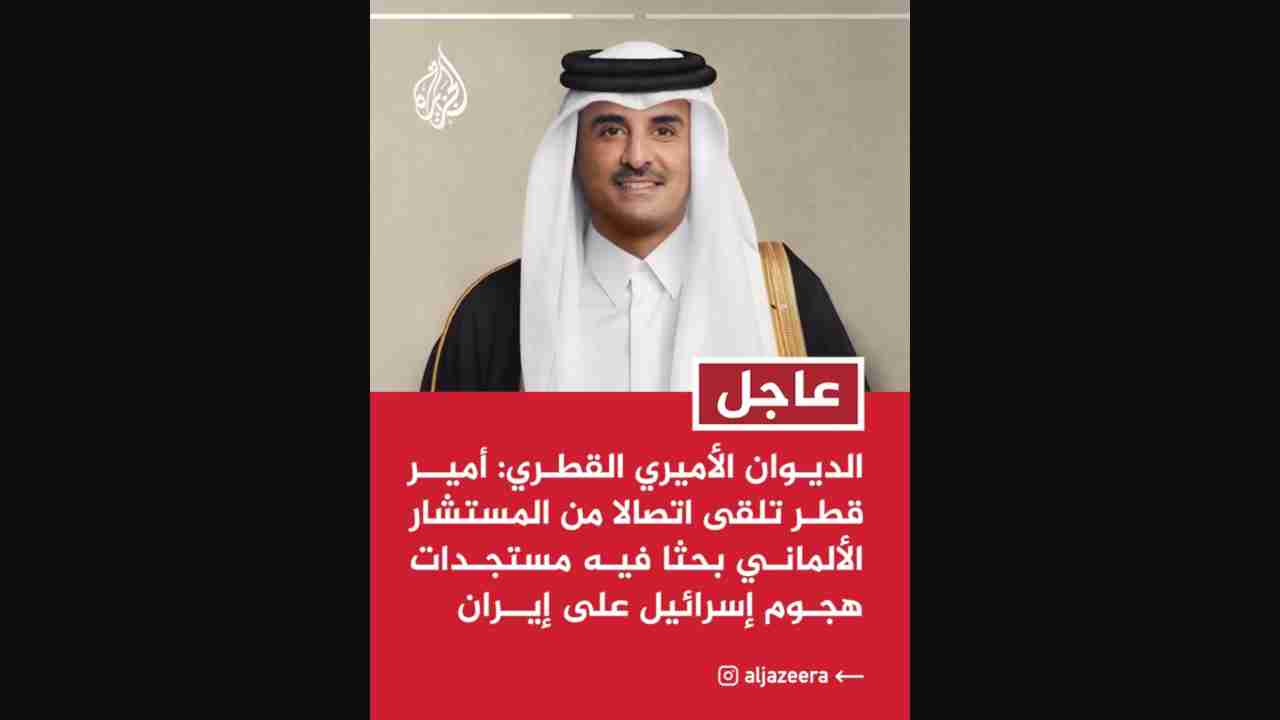 الجزيرة
عاجل
الديوان الأميري القطري: أمير
قطر تلقى اتصالا من المستشار
الألماني بحثا فيه مستجدات
هجوم إسرائيل على إيران
aljazeera